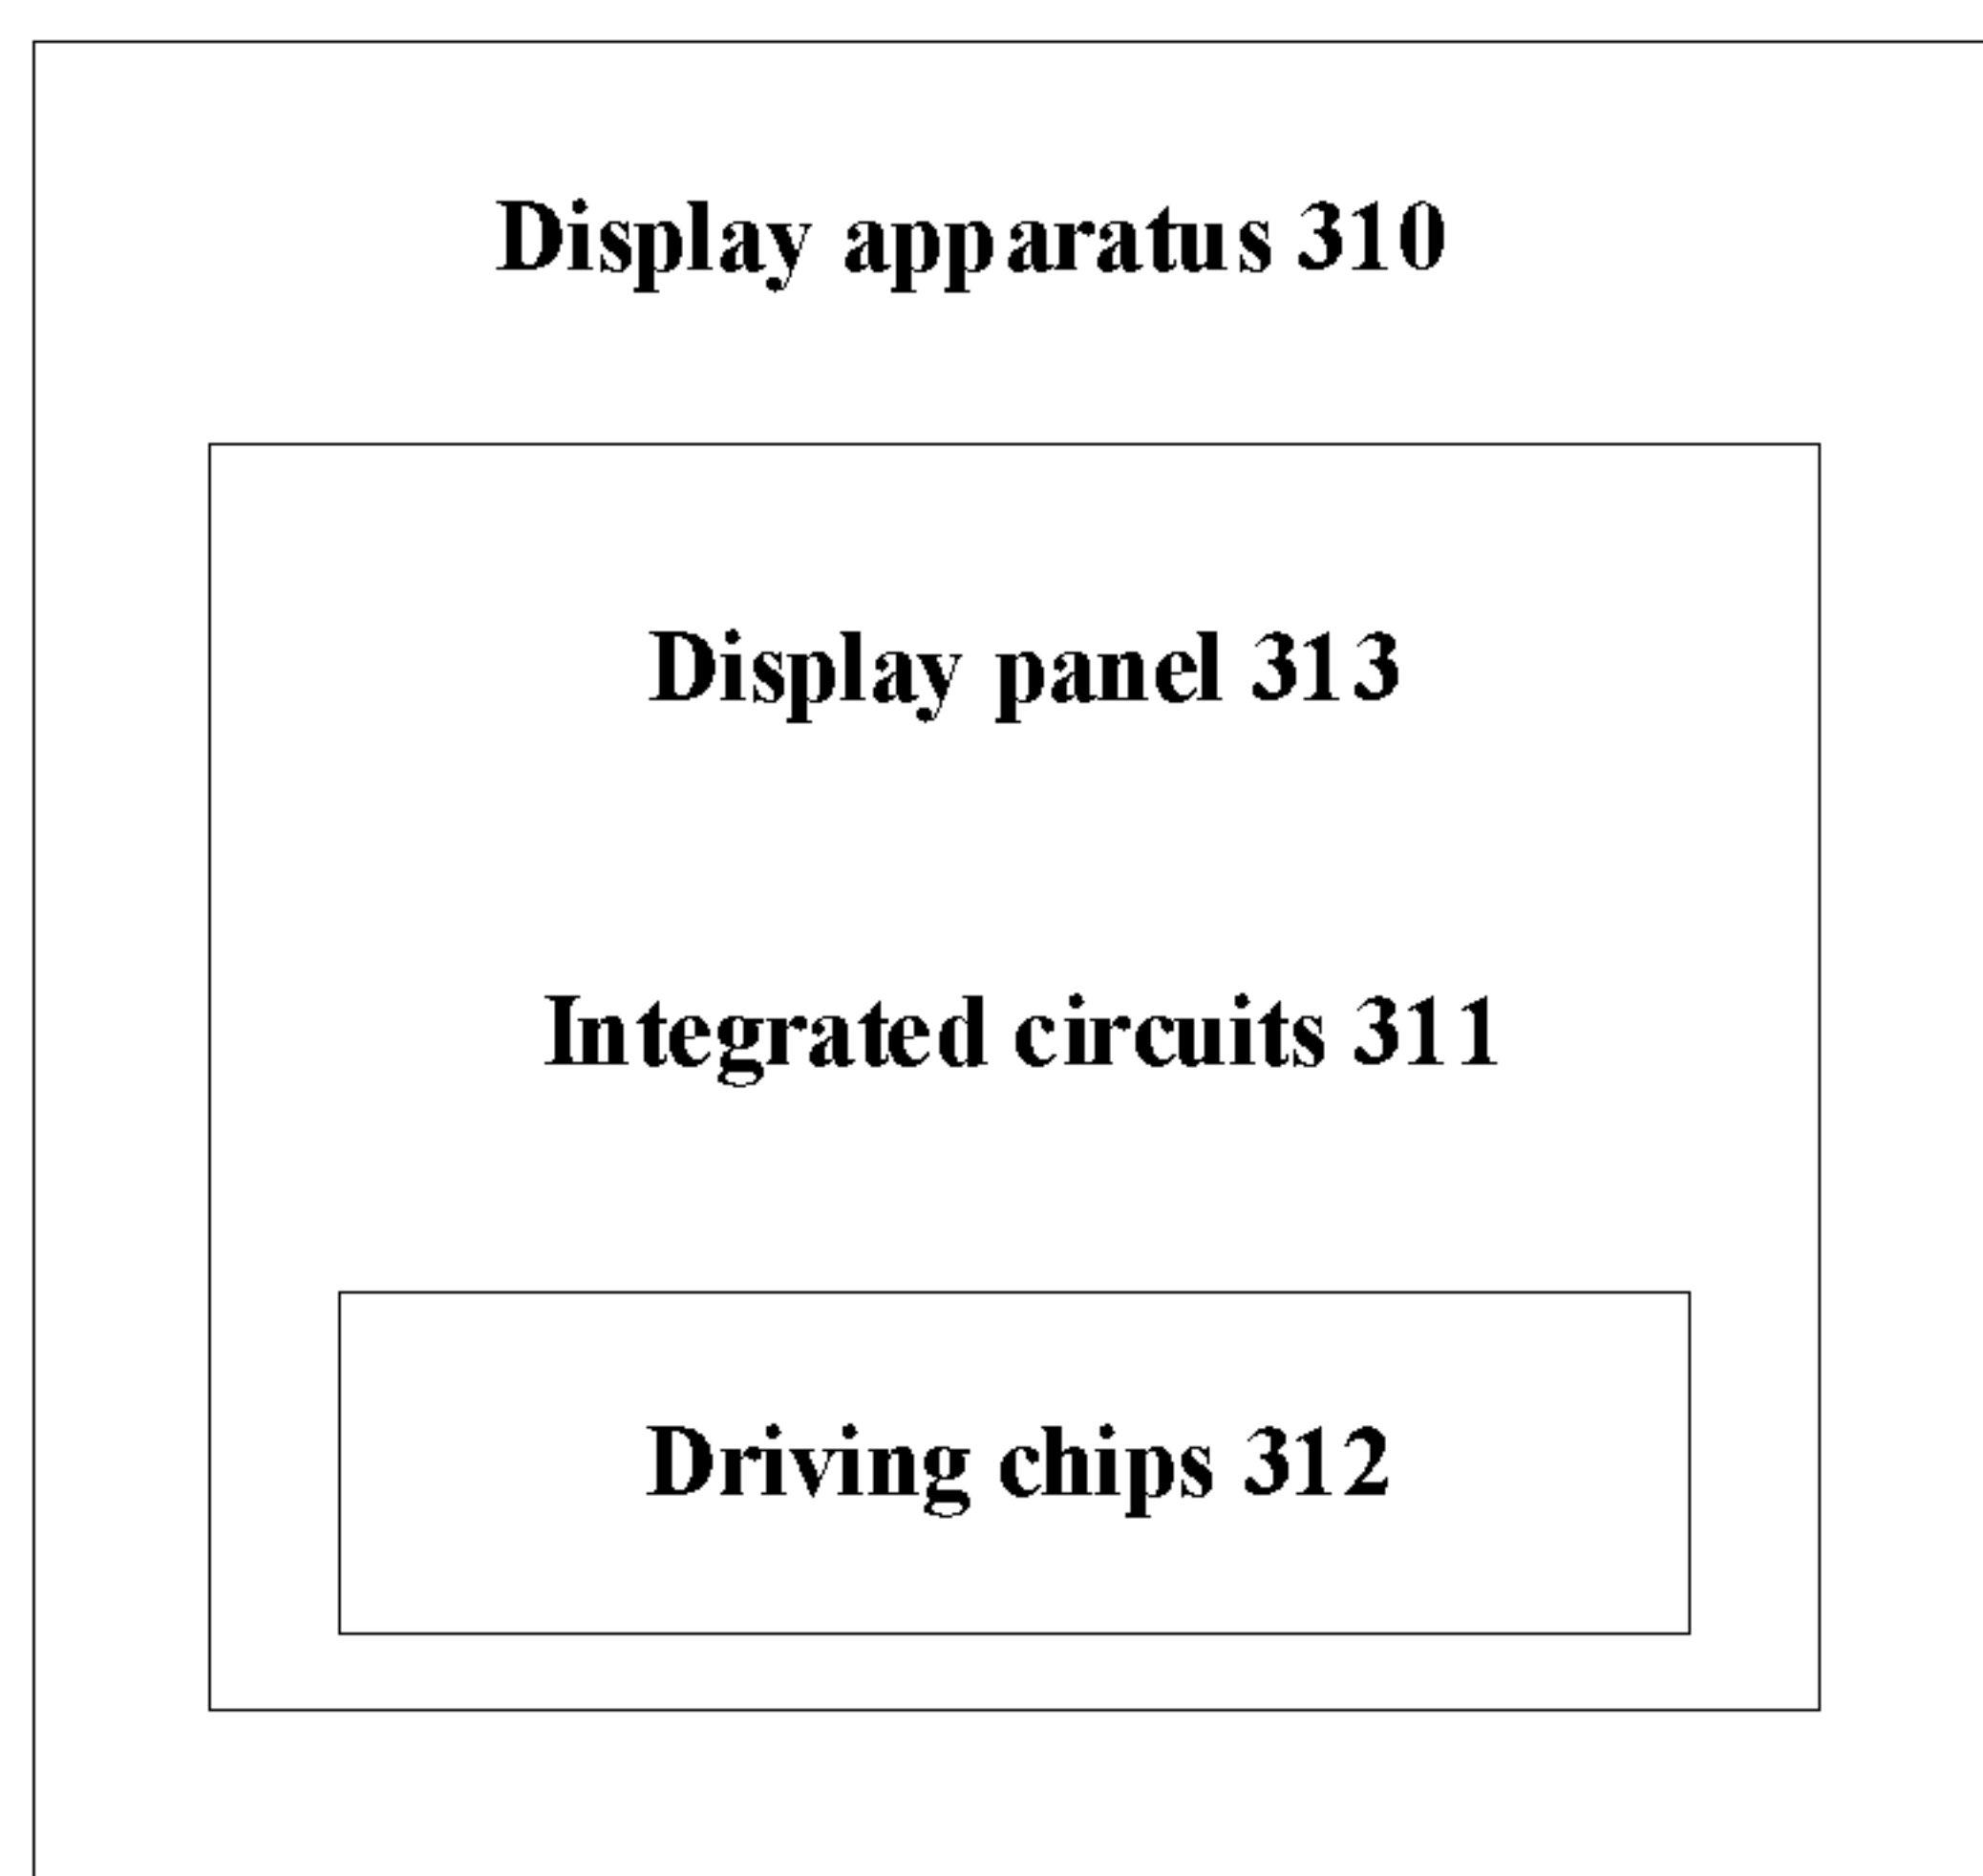 Display apparatus 310
Display panel 313
Integrated circuits 311
Driving chips 312